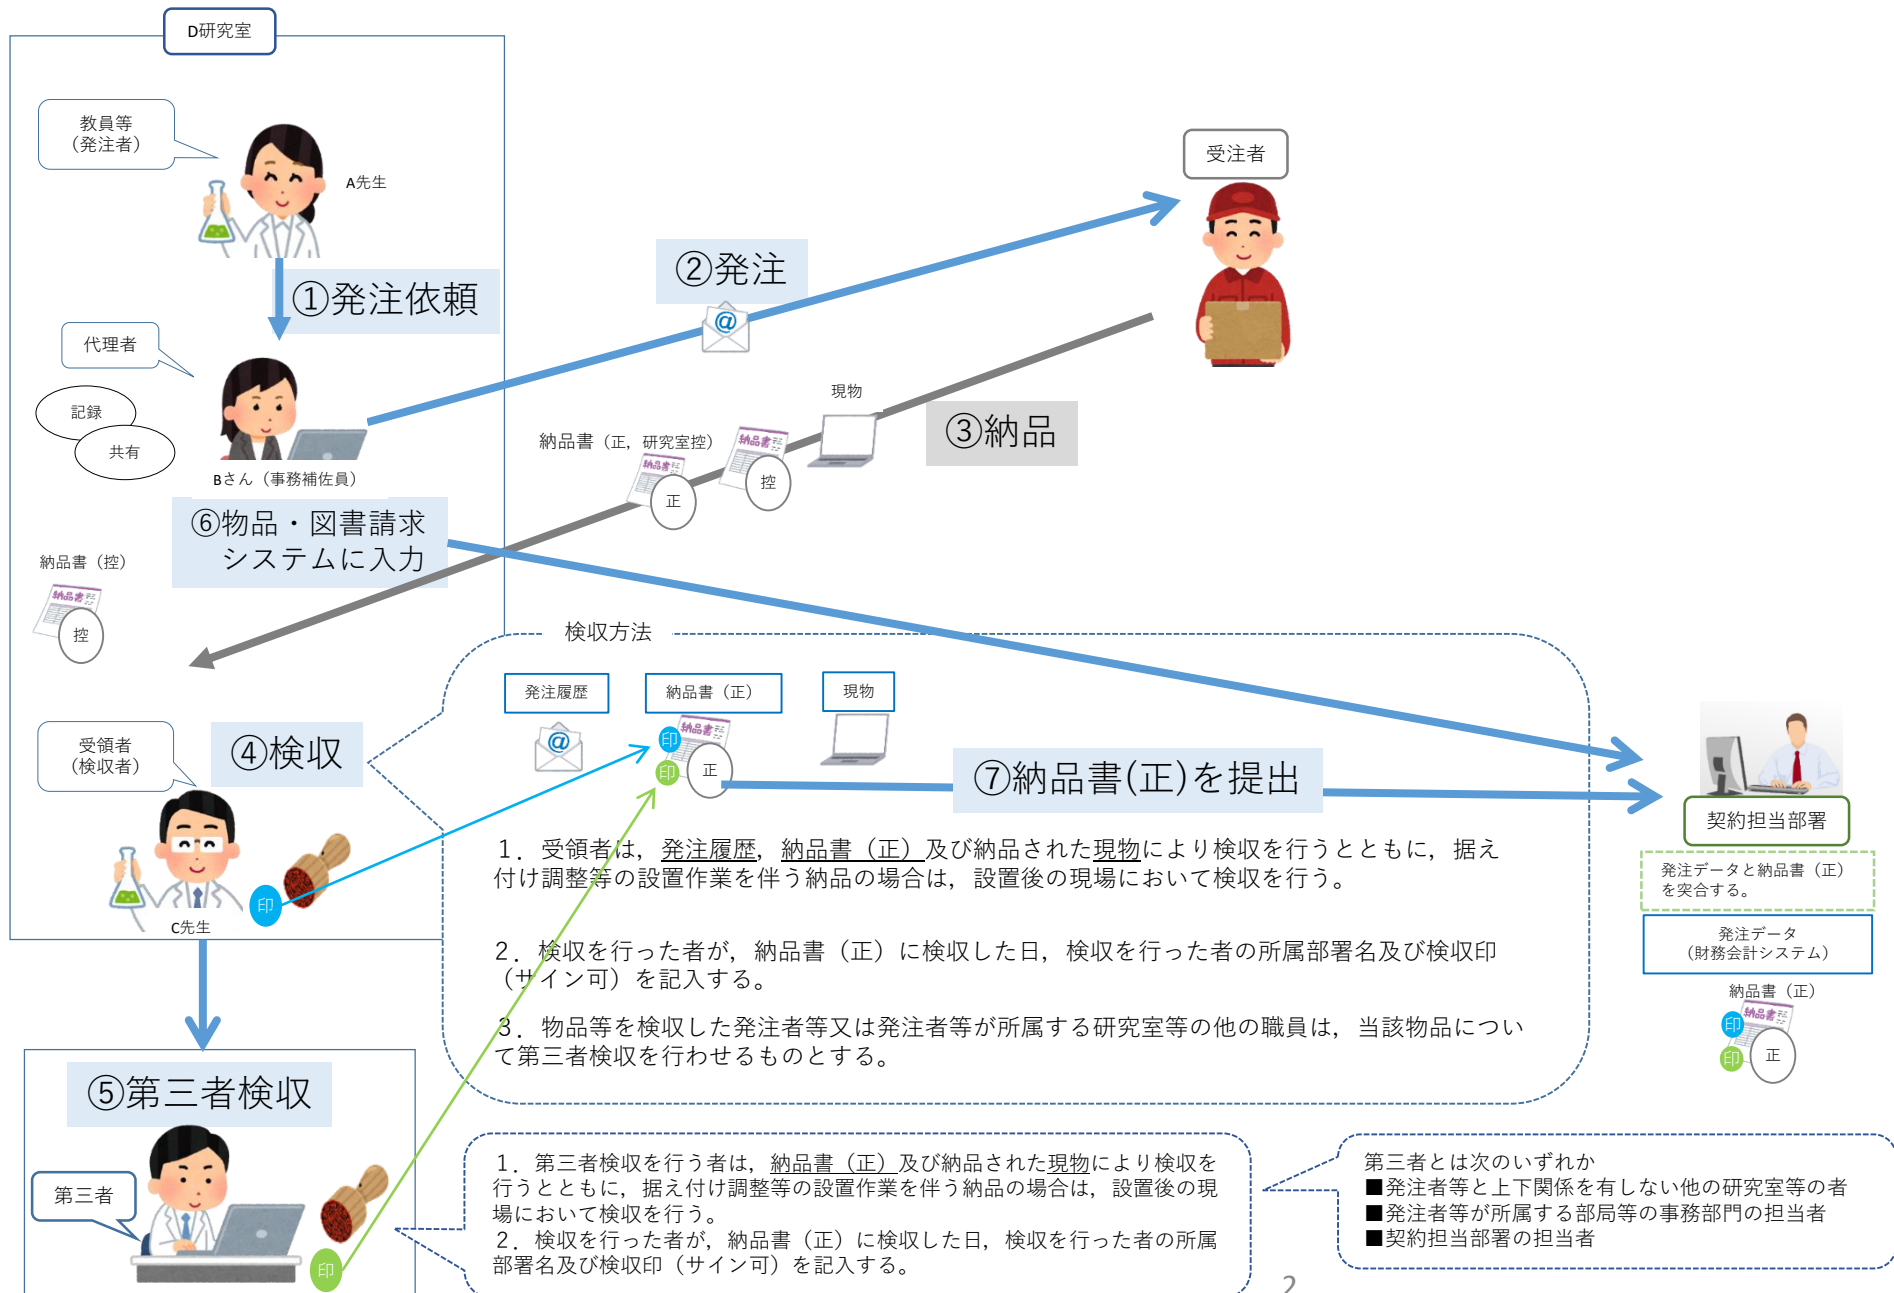 D研究室
教員等
（発注者）
A先生
①発注依頼
代理者
記録
共有
Bさん（事務補佐員）
②発注
@
受注者
③納品
現物
納品書（正，研究室控）
納品書
正
納品書
控
⑥物品・図書請求
システムに入力
納品書（控）
納品書
控
受領者
（検収者）
④検収
C先生
印
検収方法
発注履歴
納品書（正）
現物
@
納品書
印
印
正
⑦納品書(正)を提出
1．受領者は，発注履歴，納品書（正）及び納品された現物により検収を行うとともに，据え
付け調整等の設置作業を伴う納品の場合は，設置後の現場において検収を行う。
2．検収を行った者が，納品書（正）に検収した日，検収を行った者の所属部署名及び検収印
（サイン可）を記入する。
3．物品等を検収した発注者等又は発注者等が所属する研究室等の他の職員は，当該物品につい
て第三者検収を行わせるものとする。
契約担当部署
発注データと納品書（正）
を突合する。
発注データ
（財務会計システム）
納品書（正）
納品書
印
印
正
⑤第三者検収
第三者
印
1．第三者検収を行う者は，納品書（正）及び納品された現物により検収を
行うとともに，据え付け調整等の設置作業を伴う納品の場合は，設置後の現
場において検収を行う。
2．検収を行った者が，納品書（正）に検収した日，検収を行った者の所属
部署名及び検収印（サイン可）を記入する。
第三者とは次のいずれか
■発注者等と上下関係を有しない他の研究室等の者
■発注者等が所属する部局等の事務部門の担当者
■契約担当部署の担当者
2